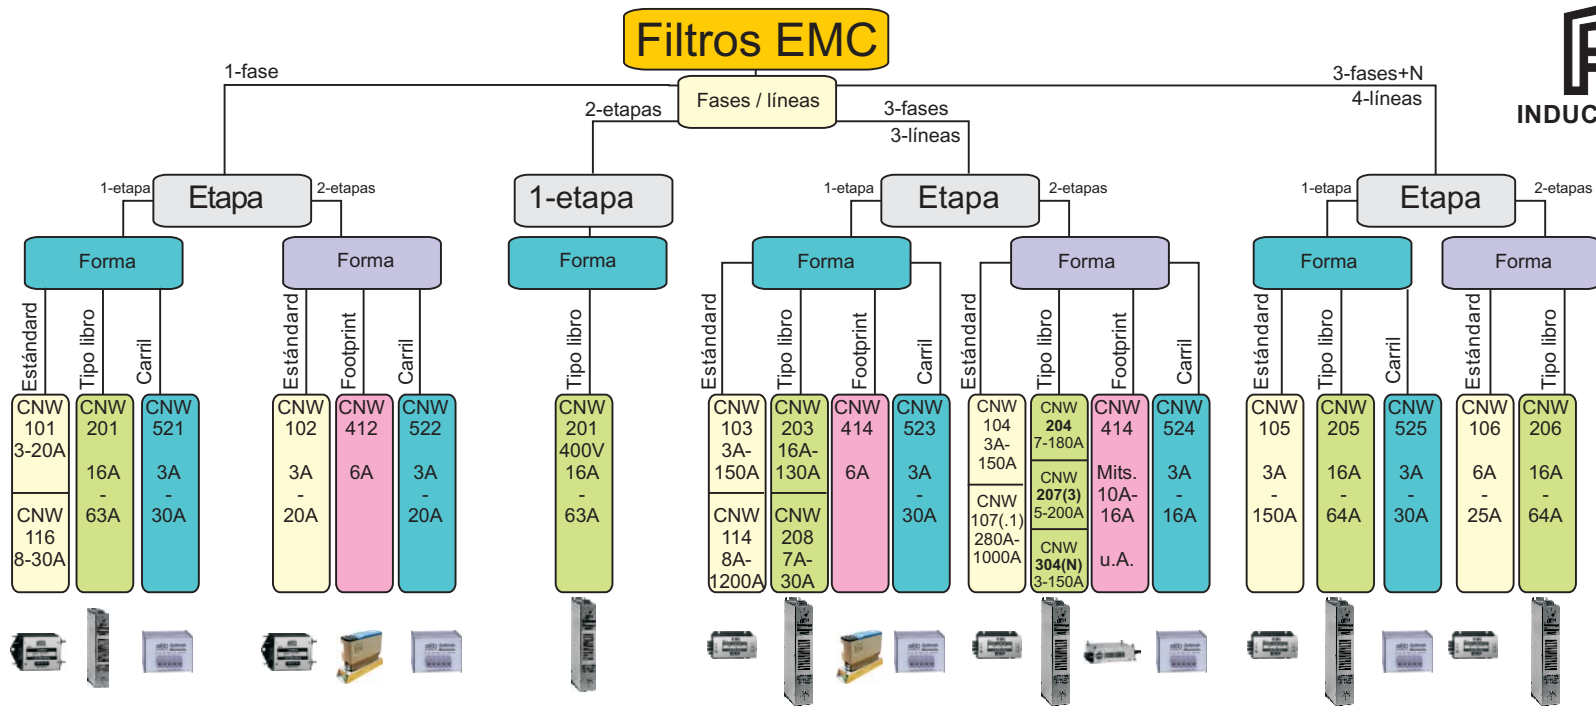 Filtros EMC
Fases / líneas
1-fase
2-etapas
3-fases
3-líneas
3-fases+N
4-líneas
INDUC
1-etapa
Etapa
2-etapas
1-etapa
1-etapa
Etapa
2-etapas
1-etapa
Etapa
2-etapas
Forma
Forma
Forma
Forma
Forma
Forma
Forma
Estándard
Tipo libro
Carril
Estándard
Footprint
Carril
Tipo libro
Estándard
Tipo libro
Footprint
Carril
Estándard
Tipo libro
Footprint
Carril
Estándard
Tipo libro
Carril
Estándard
Tipo libro
CNW
101
3-20A
CNW
116
8-30A
CNW
201
16A
-
63A
CNW
521
3A
-
30A
CNW
102
3A
-
20A
CNW
412
6A
CNW
522
3A
-
20A
CNW
201
400V
16A
-
63A
CNW
103
3A-
150A
CNW
114
8A-
1200A
CNW
203
16A-
130A
CNW
208
7A-
30A
CNW
414
6A
CNW
523
3A
-
30A
CNW
104
3A-
150A
CNW
107(.1)
280A-
1000A
CNW
204
7-180A
CNW
207(3)
5-200A
CNW
304(N)
3-150A
CNW
414
Mits.
10A-
16A
u.A.
CNW
524
3A
-
16A
CNW
105
3A
-
150A
CNW
205
16A
-
64A
CNW
525
3A
-
30A
CNW
106
6A
-
25A
CNW
206
16A
-
64A